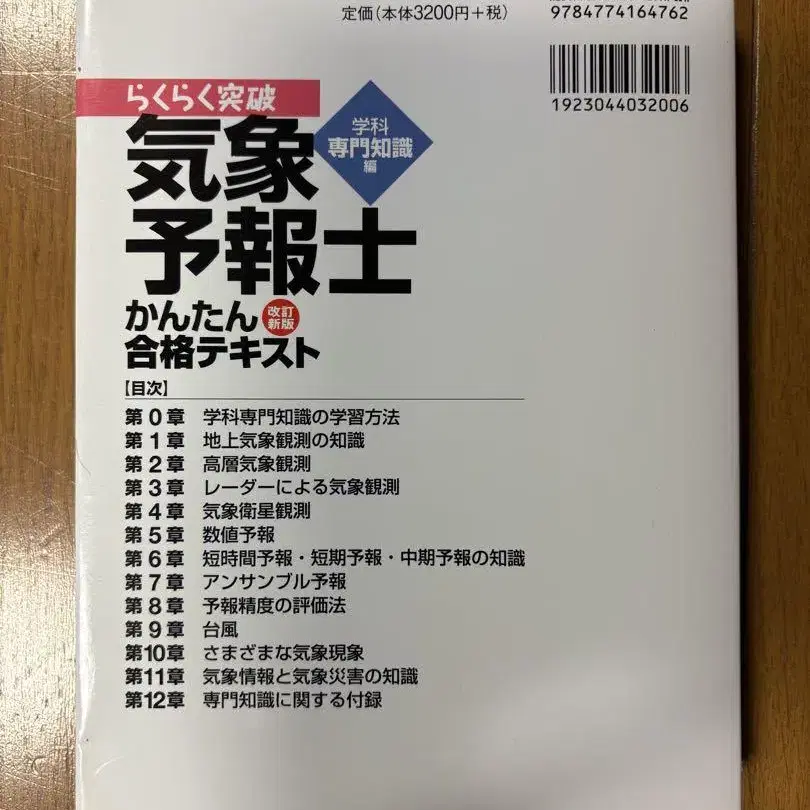 定価(本体3200円+税)
9784774164762
1923044032006
らくらく突破
学科
専門知識
編
気象
予報士
かんたん
改訂
新版
合格テキスト
【目次】
第0章 学科専門知識の学習方法
第1章 地上気象観測の知識
第2章 高層気象観測
第3章 レーダーによる気象観測
第4章 気象衛星観測
第5章 数値予報
第6章 短時間予報・短期予報・中期予報の知識
第7章 アンサンブル予報
第8章 予報精度の評価法
第9章 台風
第10章 さまざまな気象現象
第11章 気象情報と気象災害の知識
第12章 専門知識に関する付録